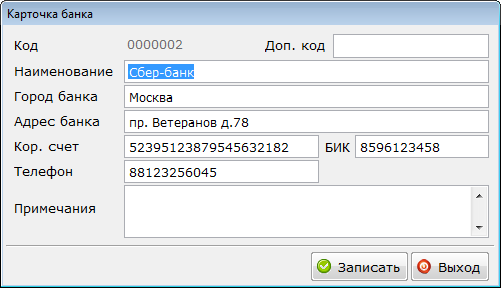 Карточка банка
Код 0000002 Доп. код
Наименование Сбер-банк
Город банка Москва
Адрес банка пр. Ветеранов д.78
Кор. счет 52395123879545632182 БИК 8596123458
Телефон 88123256045
Примечания
Записать Выход